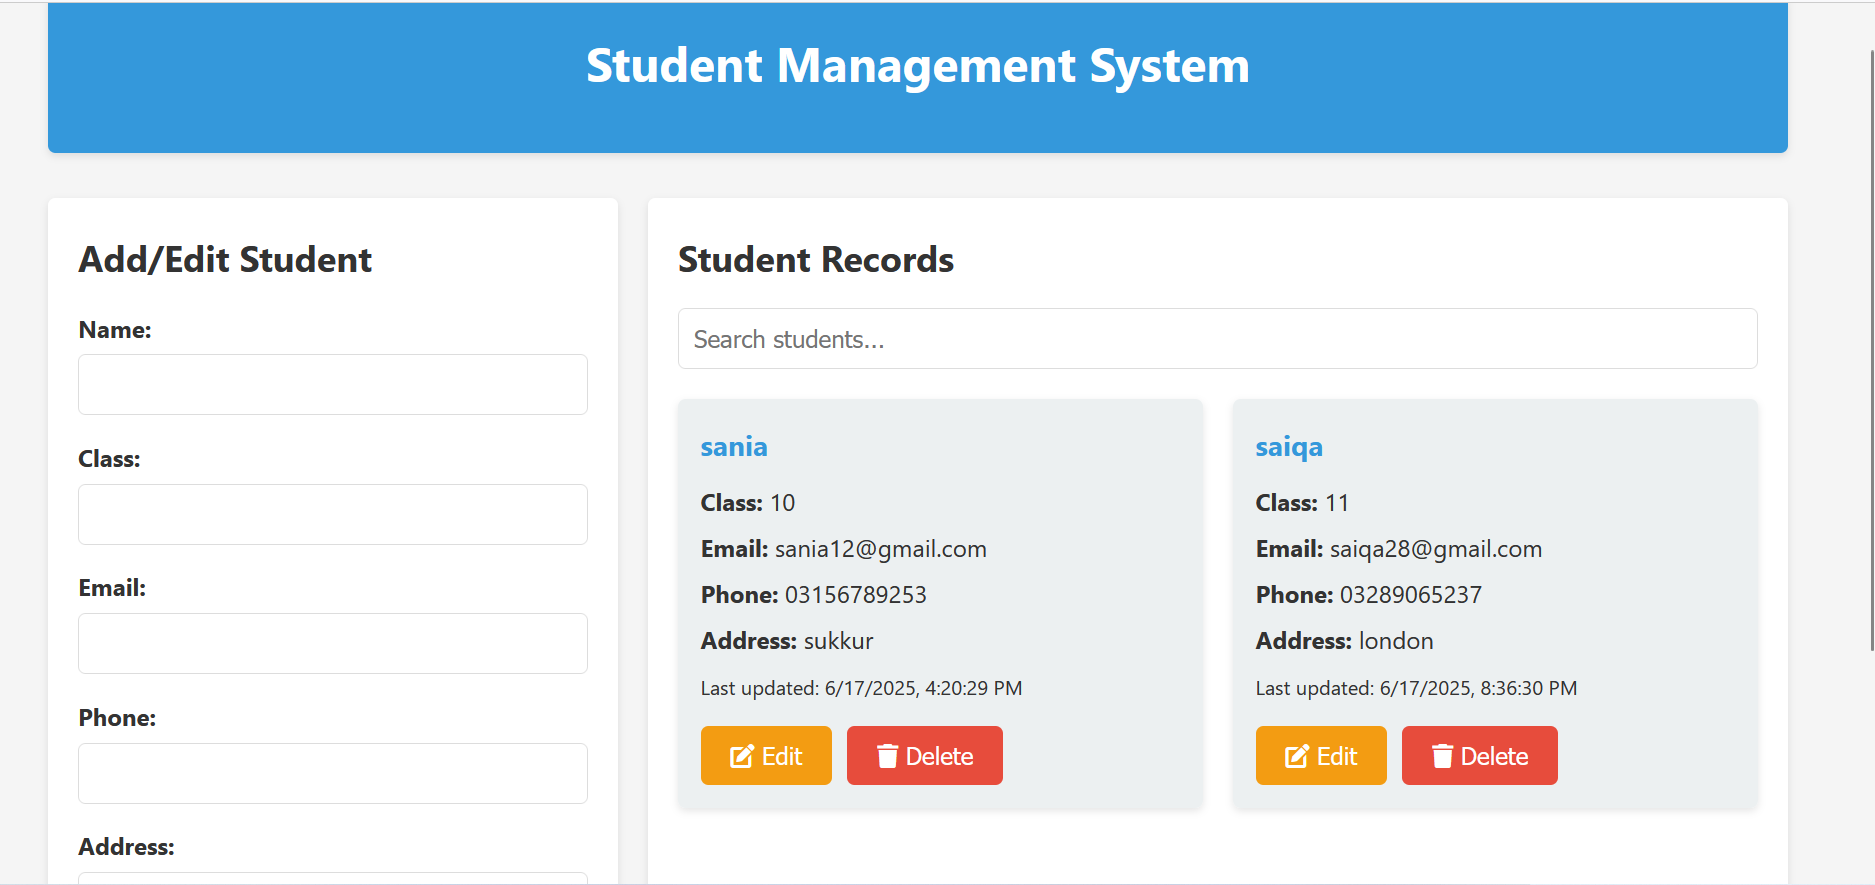 Student Management System
Add/Edit Student
Name:
Class:
Email:
Phone:
Address:
Student Records
Search students...
sania
Class: 10
Email: sania12@gmail.com
Phone: 03156789253
Address: sukkur
Last updated: 6/17/2025, 4:20:29 PM
Edit Delete
saiqa
Class: 11
Email: saiqa28@gmail.com
Phone: 03289065237
Address: london
Last updated: 6/17/2025, 8:36:30 PM
Edit Delete